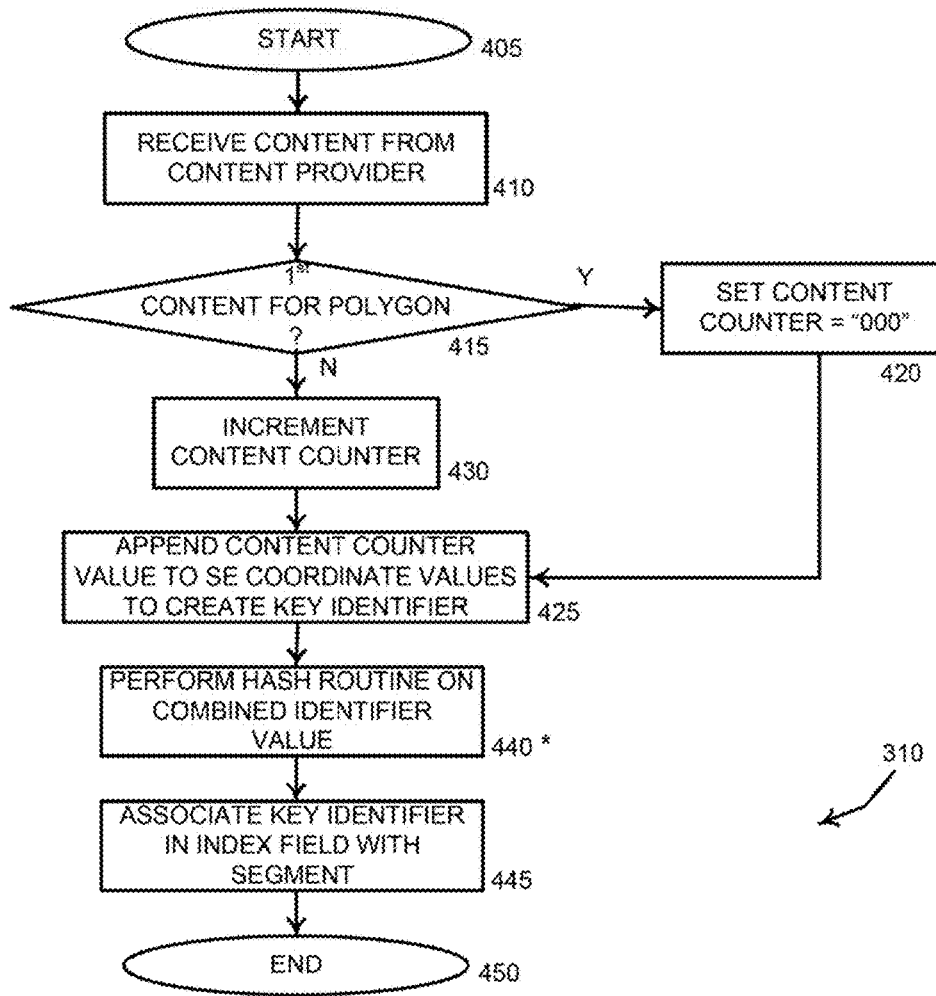 START
405
RECEIVE CONTENT FROM
CONTENT PROVIDER
410
1st
CONTENT FOR POLYGON
?
415
Y
SET CONTENT
COUNTER = "000"
420
N
INCREMENT
CONTENT COUNTER
430
APPEND CONTENT COUNTER
VALUE TO SE COORDINATE VALUES
TO CREATE KEY IDENTIFIER
425
PERFORM HASH ROUTINE ON
COMBINED IDENTIFIER
VALUE
440 *
310
ASSOCIATE KEY IDENTIFIER
IN INDEX FIELD WITH
SEGMENT
445
END
450